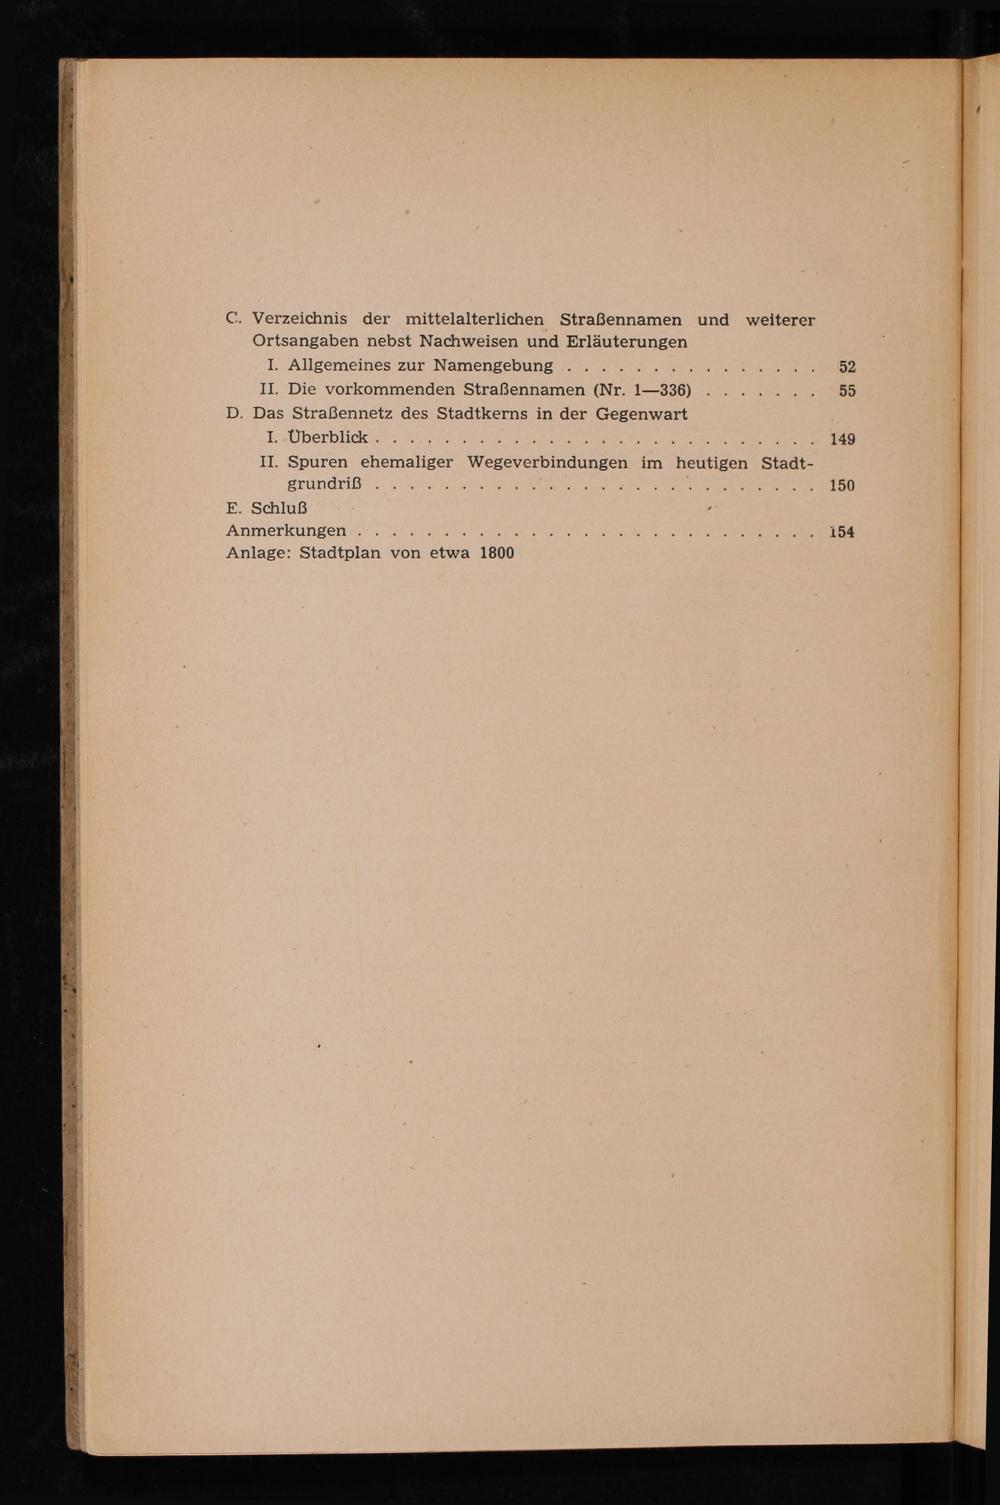 C. Verzeichnis der mittelalterlichen Straßennamen und weiterer
Ortsangaben nebst Nachweisen und Erläuterungen
I. Allgemeines zur Namengebung . . . . . . . . . . . . . . . 52
II. Die vorkommenden Straßennamen (Nr. 1—336) . . . . . . . 55
D. Das Straßennetz des Stadtkerns in der Gegenwart
I. Überblick . . . . . . . . . . . . . . . . . . . . . . . . . . 149
II. Spuren ehemaliger Wegeverbindungen im heutigen Stadt-
grundriß . . . . . . . . . . . . . . . . . . . . . . . . . . 150
E. Schluß
Anmerkungen . . . . . . . . . . . . . . . . . . . . . . . . . . . 154
Anlage: Stadtplan von etwa 1800